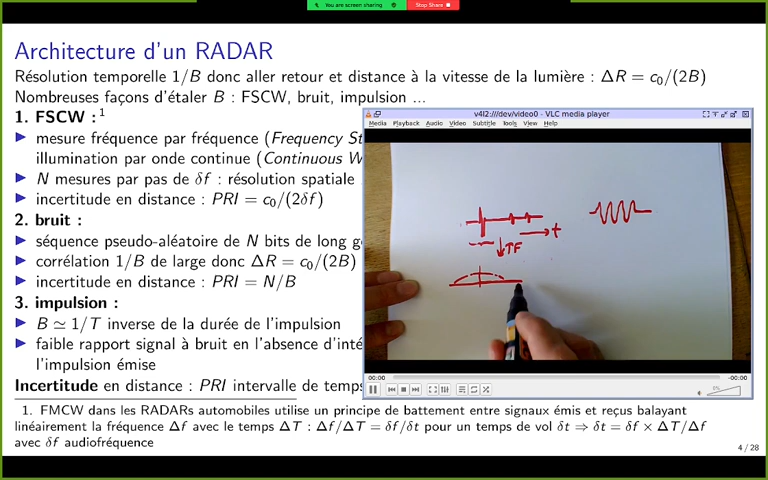 You are screen sharing
Stop Share
Architecture d'un RADAR
Résolution temporelle 1/B donc aller retour et distance à la vitesse de la lumière : ΔR = c₀/(2B)
Nombreuses façons d'étaler B : FSCW, bruit, impulsion ...
1. FSCW :¹
▶ mesure fréquence par fréquence (Frequency St
illumination par onde continue (Continuous W
▶ N mesures par pas de δf : résolution spatiale
▶ incertitude en distance : PRI = c₀/(2δf)
2. bruit :
▶ séquence pseudo-aléatoire de N bits de long g
▶ corrélation 1/B de large donc ΔR = c₀/(2B)
▶ incertitude en distance : PRI = N/B
3. impulsion :
▶ B ≃ 1/T inverse de la durée de l'impulsion
▶ faible rapport signal à bruit en l'absence d'inté
l'impulsion émise
Incertitude en distance : PRI intervalle de temps
v4l2:///dev/video0 - VLC media player
Media Playback Audio Video Subtitle Tools View Help
t
TF
00:00
-00:00
1. FMCW dans les RADARs automobiles utilise un principe de battement entre signaux émis et reçus balayant
linéairement la fréquence Δf avec le temps ΔT : Δf/ΔT = δf/δt pour un temps de vol δt ⇒ δt = δf × ΔT/Δf
avec δf audiofréquence
4 / 28